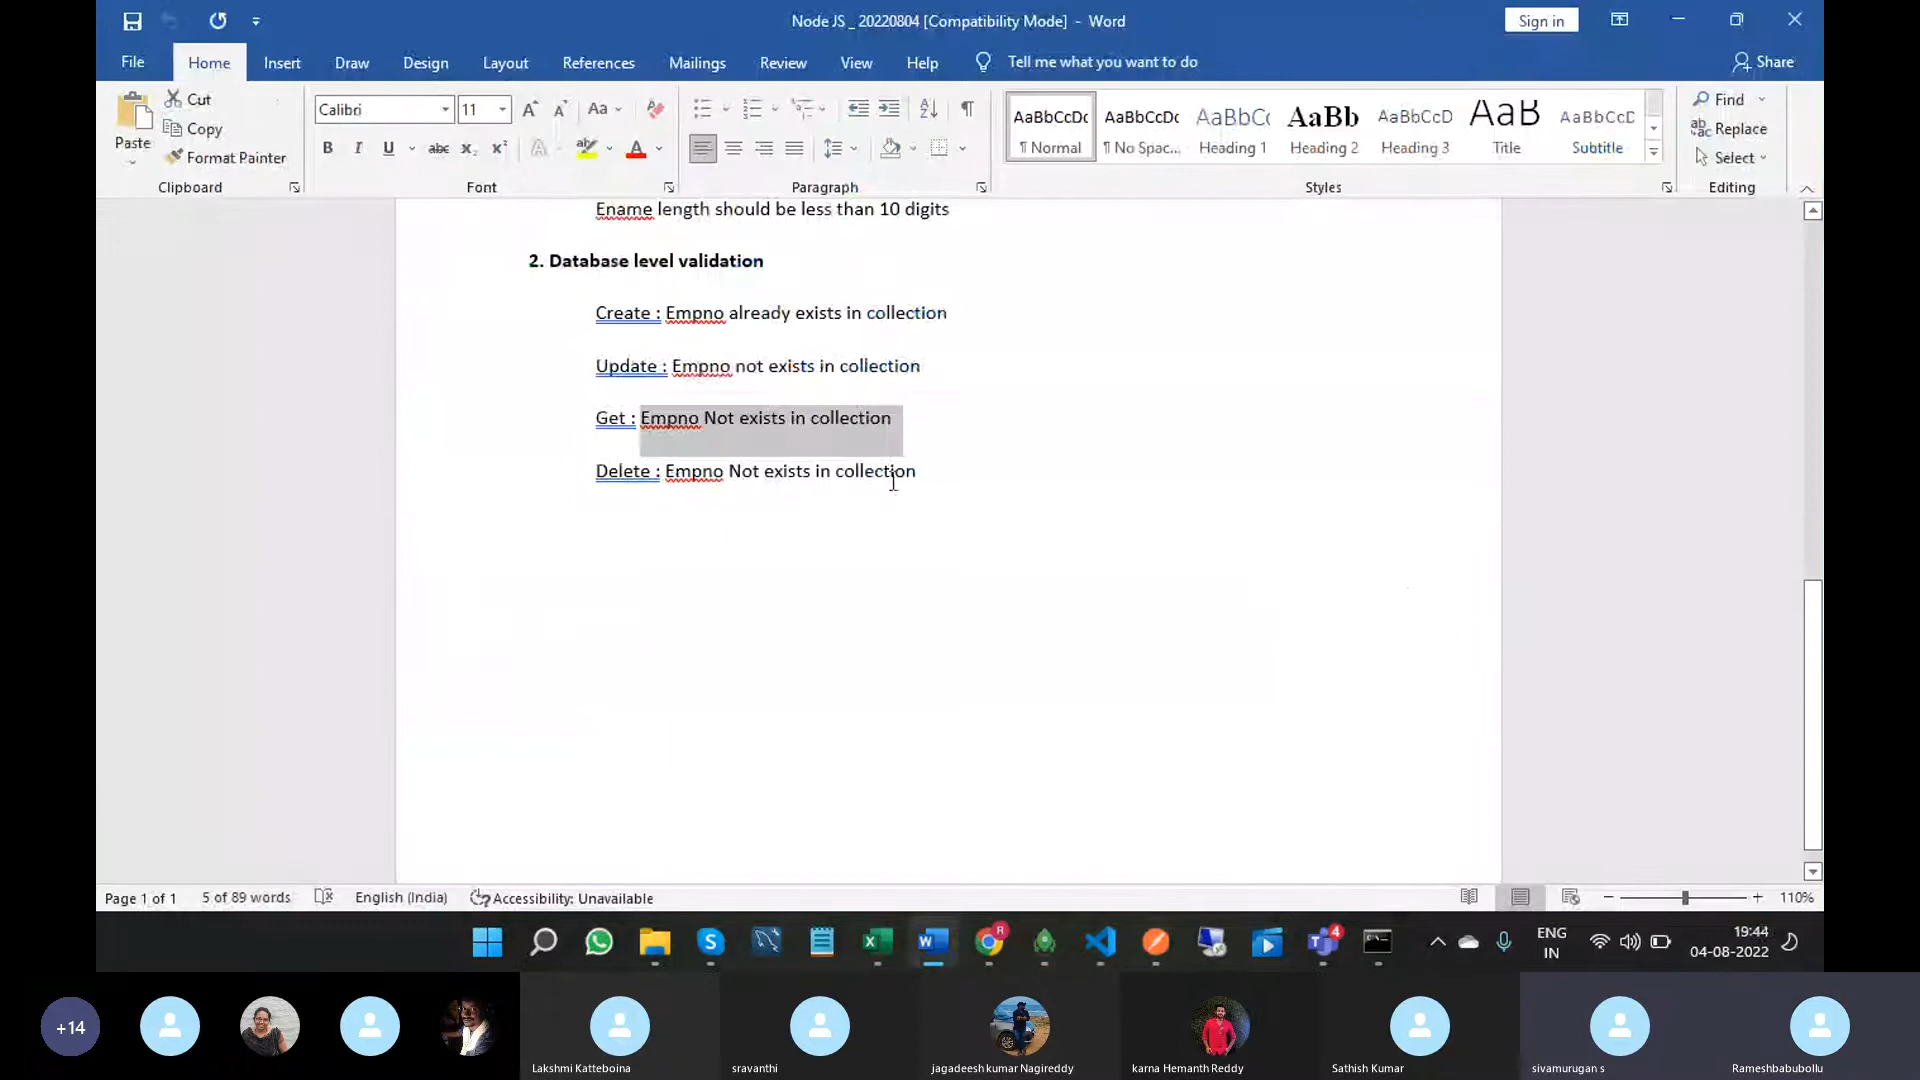 Node JS _ 20220804 [Compatibility Mode] - Word
Sign in
File Home Insert Draw Design Layout References Mailings Review View Help Tell me what you want to do Share
Paste
Cut
Copy
Format Painter
Clipboard
Calibri 11
Font
Paragraph
AaBbCcDc AaBbCcDc AaBbC AaBb AaBbCcD AaB AaBbCcD
¶ Normal ¶ No Spac... Heading 1 Heading 2 Heading 3 Title Subtitle
Styles
Find
Replace
Select
Editing
Ename length should be less than 10 digits
2. Database level validation
Create : Empno already exists in collection
Update : Empno not exists in collection
Get : Empno Not exists in collection
Delete : Empno Not exists in collection
Page 1 of 1 5 of 89 words English (India) Accessibility: Unavailable 110%
ENG
IN
19:44
04-08-2022
+14
Lakshmi Katteboina sravanthi jagadeesh kumar Nagireddy karna Hemanth Reddy Sathish Kumar sivamurugan s Rameshbabubollu